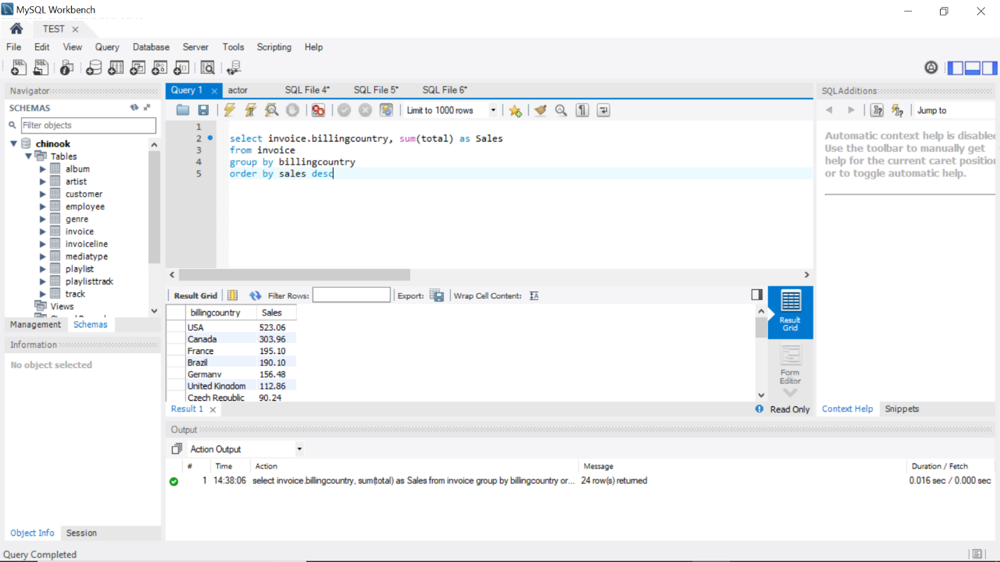 MySQL Workbench
TEST
File Edit View Query Database Server Tools Scripting Help
Navigator
SCHEMAS
Filter objects
chinook
Tables
album
artist
customer
employee
genre
invoice
invoiceline
mediatype
playlist
playlisttrack
track
Views
Management Schemas
Information
No object selected
Object Info Session
Query 1 actor SQL File 4* SQL File 5* SQL File 6*
Limit to 1000 rows
1
2 select invoice.billingcountry, sum(total) as Sales
3 from invoice
4 group by billingcountry
5 order by sales desc
Result Grid Filter Rows: Export: Wrap Cell Content:
billingcountry Sales
USA 523.06
Canada 303.96
France 195.10
Brazil 190.10
Germany 156.48
United Kingdom 112.86
Czech Republic 90.24
Result Grid
Form Editor
Result 1
Read Only
SQLAdditions
Jump to
Automatic context help is disabled
Use the toolbar to manually get
help for the current caret position
or to toggle automatic help.
Context Help Snippets
Output
Action Output
# Time Action Message Duration / Fetch
1 14:38:06 select invoice.billingcountry, sum(total) as Sales from invoice group by billingcountry or... 24 row(s) returned 0.016 sec / 0.000 sec
Query Completed